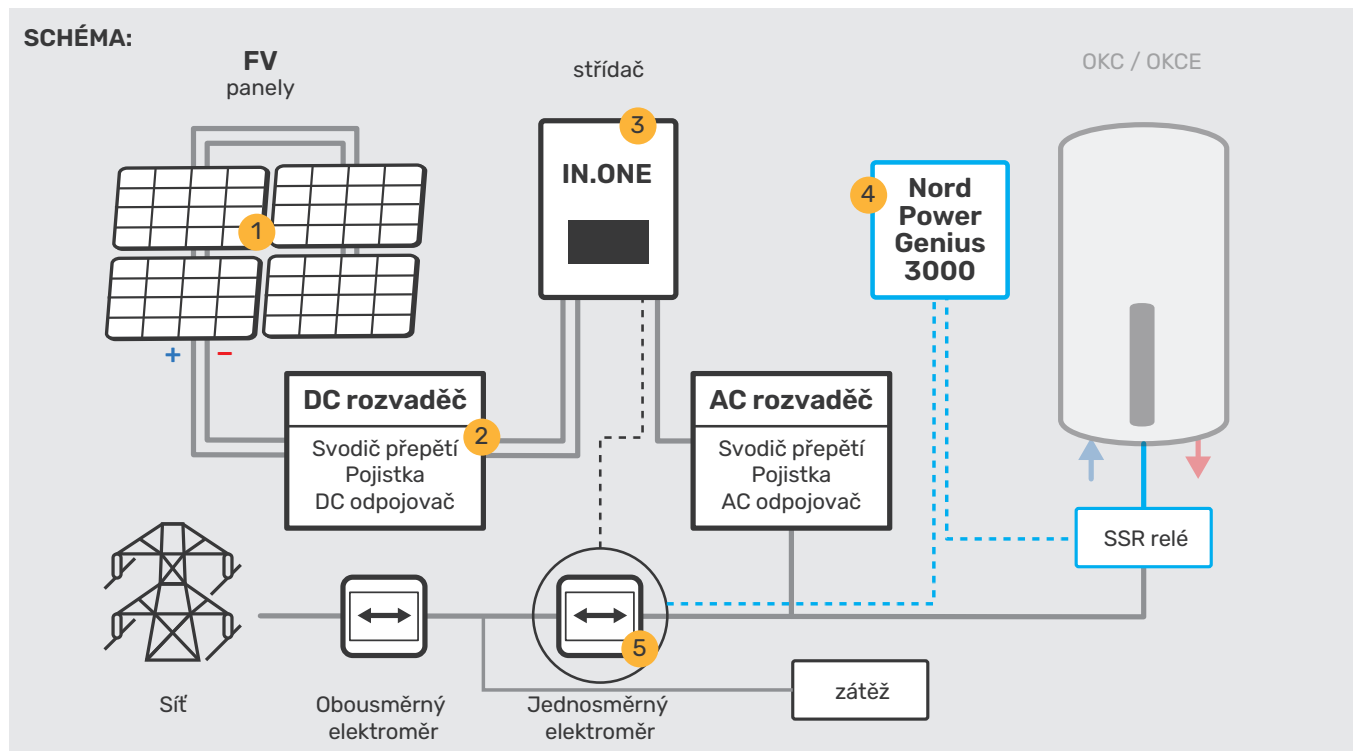 SCHÉMA:
FV
panely
střídač
OKC / OKCE
3
IN.ONE
4
Nord
Power
Genius
3000
1
+ −
DC rozvaděč
2
Svodič přepětí
Pojistka
DC odpojovač
AC rozvaděč
Svodič přepětí
Pojistka
AC odpojovač
SSR relé
5
zátěž
Síť
Obousměrný
elektroměr
Jednosměrný
elektroměr